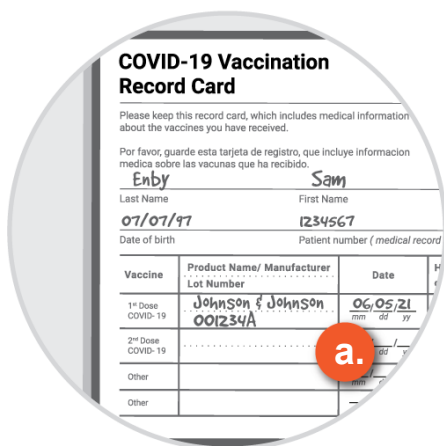 COVID-19 Vaccination
Record Card
Please keep this record card, which includes medical information
about the vaccines you have received.
Por favor, guarde esta tarjeta de registro, que incluye informacion
medica sobre las vacunas que ha recibido.
Enby Sam
Last Name First Name
07/07/97 1234567
Date of birth Patient number ( medical record
Vaccine Product Name/ Manufacturer Date H
Lot Number
1st Dose Johnson & Johnson 06/05/21
COVID- 19 001234A mm dd yy
2nd Dose
COVID- 19 a. dd yy
Other
mm dd
Other